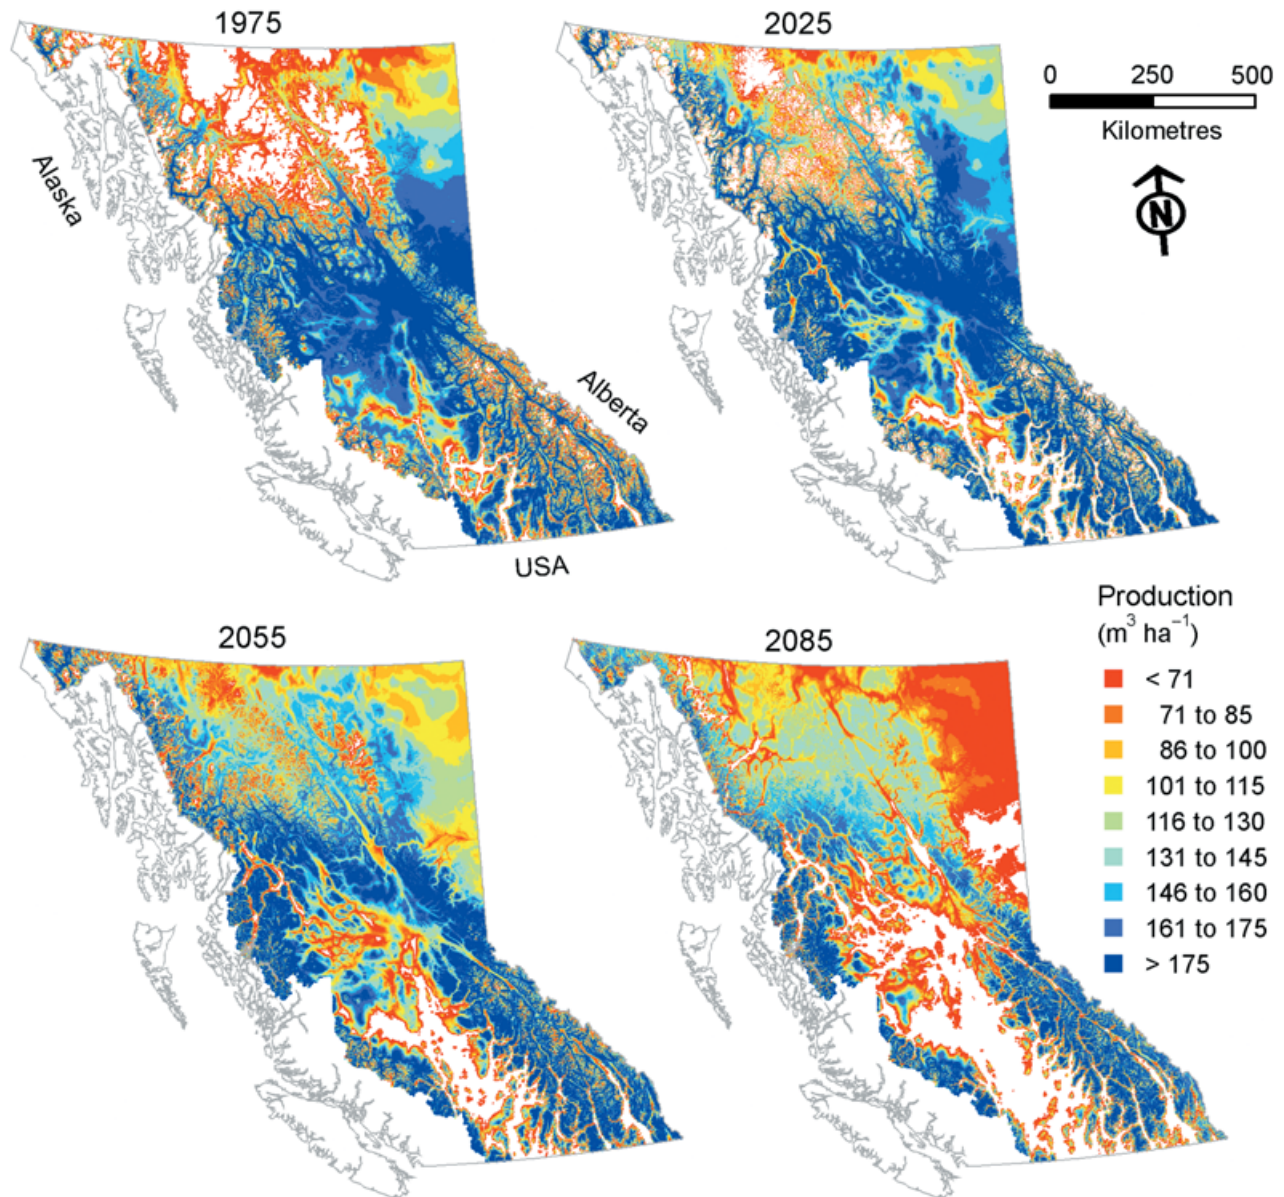 1975
2025
0 250 500
Kilometres
N
Alaska
Alberta
USA
2055
2085
Production
(m³ ha⁻¹)
< 71
71 to 85
86 to 100
101 to 115
116 to 130
131 to 145
146 to 160
161 to 175
> 175